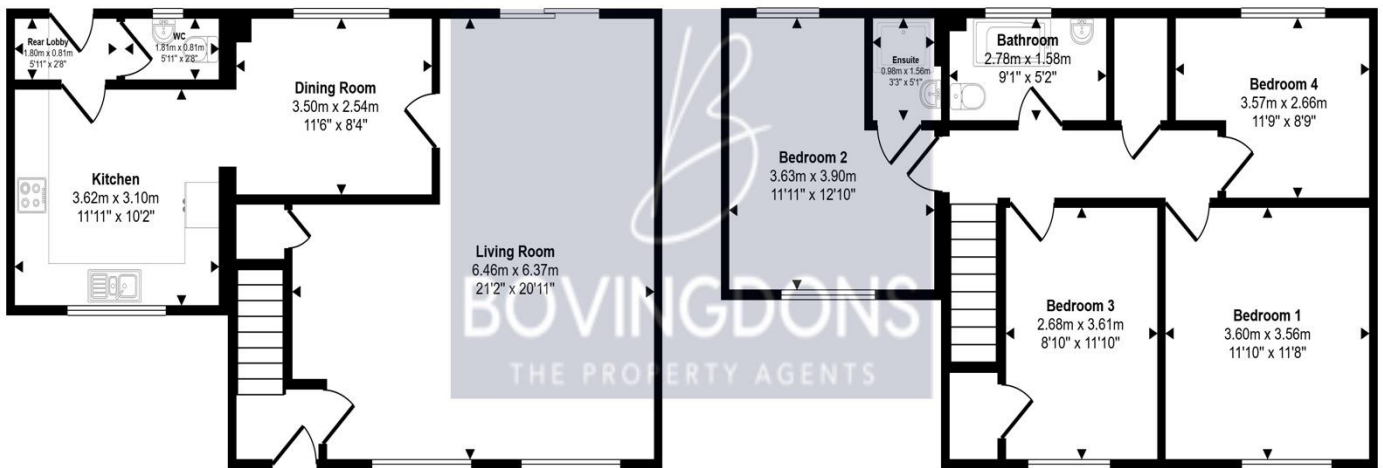 Rear Lobby
1.80m x 0.81m
5'11" x 2'8"
WC
1.81m x 0.81m
5'11" x 2'8"
Dining Room
3.50m x 2.54m
11'6" x 8'4"
Kitchen
3.62m x 3.10m
11'11" x 10'2"
Living Room
6.46m x 6.37m
21'2" x 20'11"
Bedroom 2
3.63m x 3.90m
11'11" x 12'10"
Ensuite
0.98m x 1.56m
3'3" x 5'1"
Bathroom
2.78m x 1.58m
9'1" x 5'2"
Bedroom 4
3.57m x 2.66m
11'9" x 8'9"
Bedroom 3
2.68m x 3.61m
8'10" x 11'10"
Bedroom 1
3.60m x 3.56m
11'10" x 11'8"
B
BOVINGDONS
THE PROPERTY AGENTS